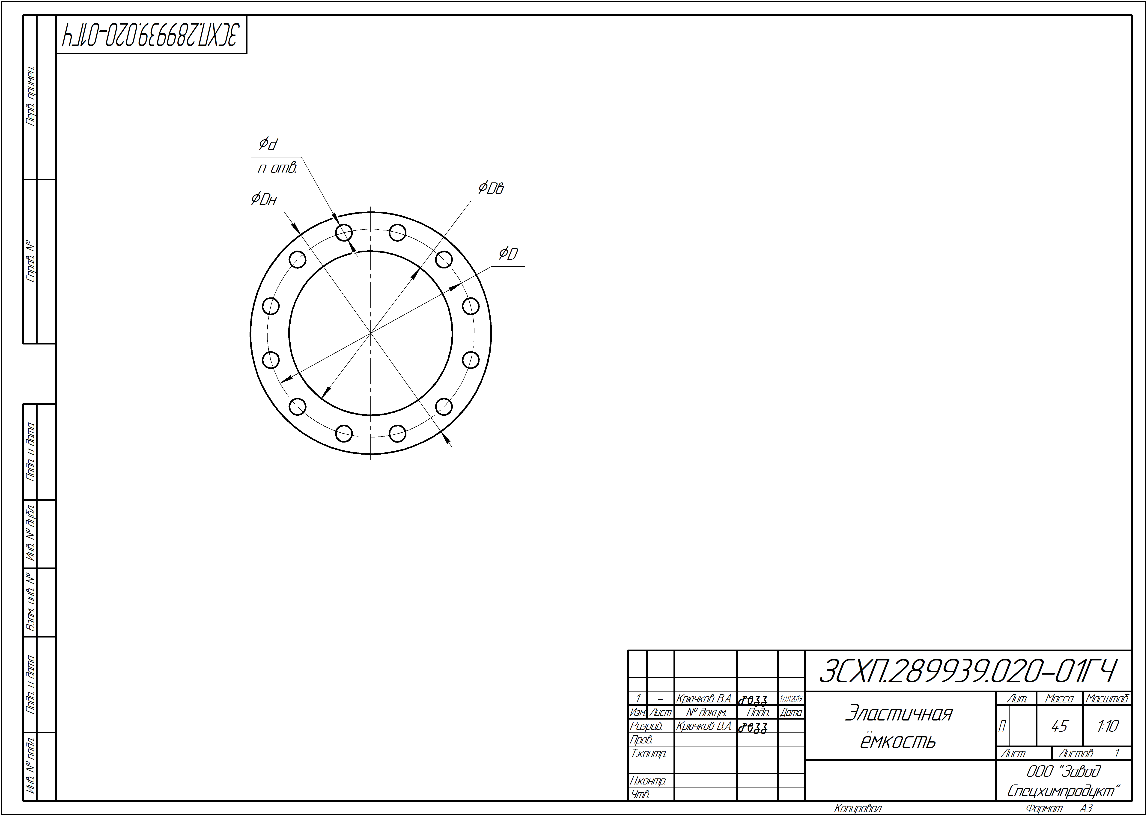 ЗСХП.289939.020-01ГЧ
Перв. примен.
Справ. №
Подп. и дата
Инв. № дубл.
Взам. инв. №
Подп. и дата
Инв. № подл.
ϕd
n отв.
ϕDн
ϕDв
ϕD
ЗСХП.289939.020-01ГЧ
1 - Крючков В.А.
Изм. Лист № докум. Подп. Дата
Разраб. Крючков В.А.
Пров.
Т.контр.
Н.контр.
Утв.
Эластичная
ёмкость
Лит. Масса Масштаб
П 45 1:10
Лист Листов 1
ООО "Завод
Спецхимпродукт"
Копировал Формат А3